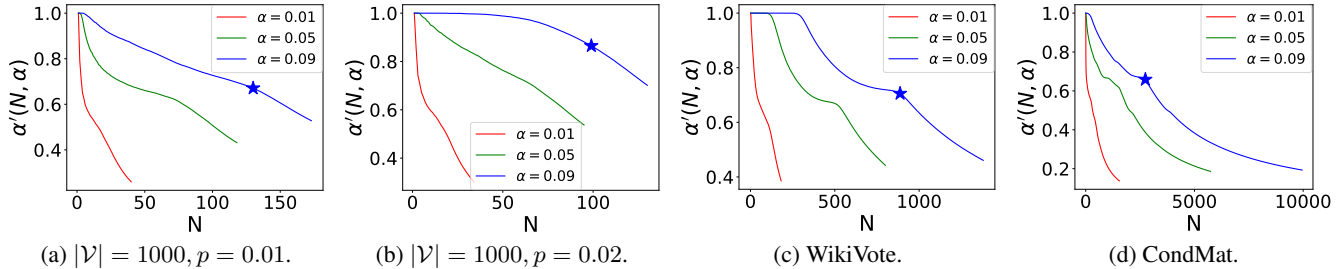 1.0
0.8
0.6
0.4
α′(N, α)
0
50
100
150
N
α = 0.01
α = 0.05
α = 0.09
(a) |𝒱| = 1000, p = 0.01.
1.0
0.8
0.6
0.4
α′(N, α)
0
50
100
N
α = 0.01
α = 0.05
α = 0.09
(b) |𝒱| = 1000, p = 0.02.
1.0
0.8
0.6
0.4
α′(N, α)
0
500
1000
N
α = 0.01
α = 0.05
α = 0.09
(c) WikiVote.
1.0
0.8
0.6
0.4
0.2
α′(N, α)
0
5000
10000
N
α = 0.01
α = 0.05
α = 0.09
(d) CondMat.